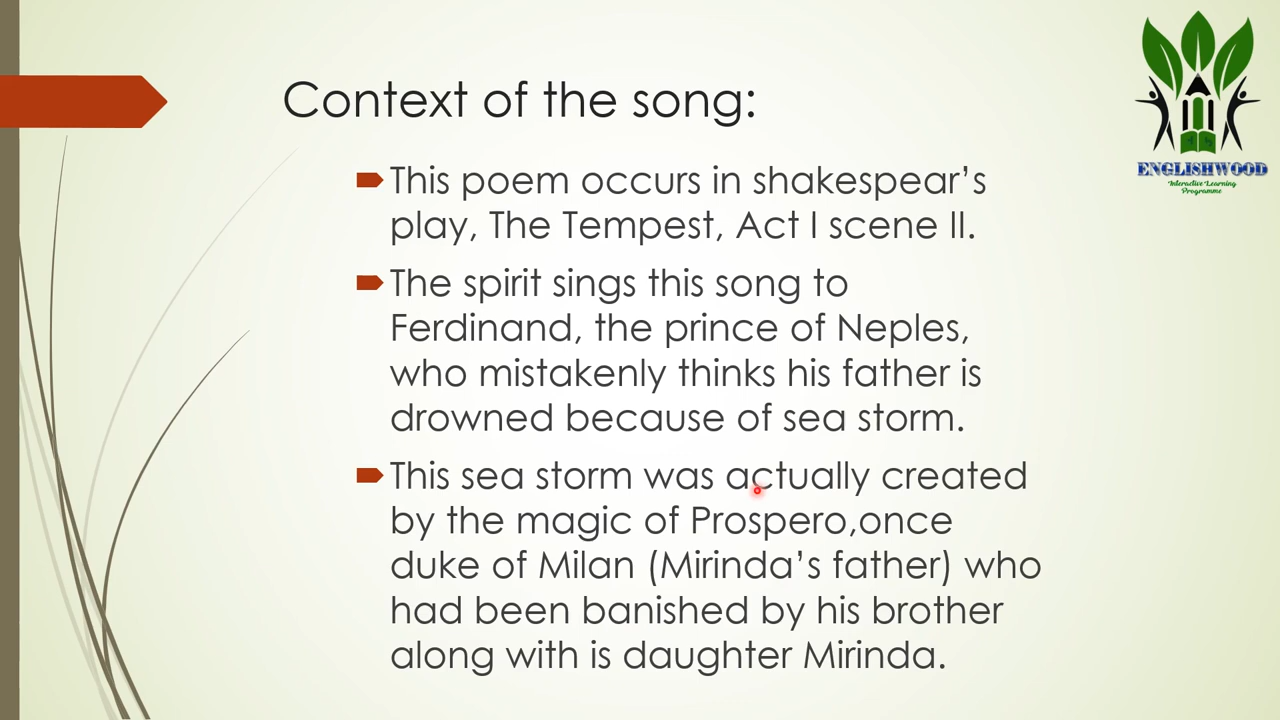 Context of the song:
This poem occurs in shakespear's
play, The Tempest, Act I scene II.
The spirit sings this song to
Ferdinand, the prince of Neples,
who mistakenly thinks his father is
drowned because of sea storm.
This sea storm was actually created
by the magic of Prospero,once
duke of Milan (Mirinda's father) who
had been banished by his brother
along with is daughter Mirinda.
ENGLISHWOOD
Interactive Learning
Programme